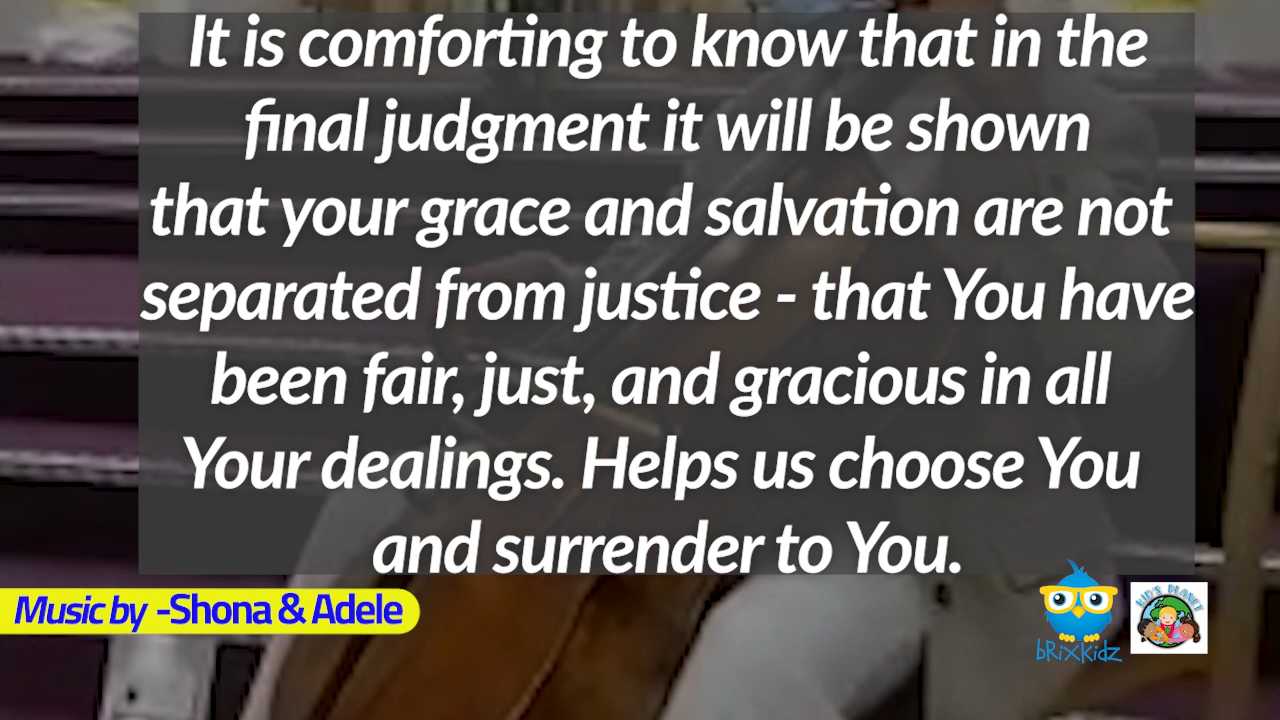 It is comforting to know that in the
final judgment it will be shown
that your grace and salvation are not
separated from justice - that You have
been fair, just, and gracious in all
Your dealings. Helps us choose You
and surrender to You.
Music by -Shona & Adele
bRiXKidz
KID'S PLANET